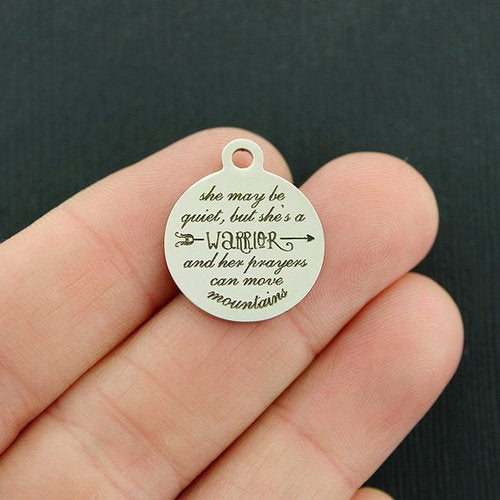 she may be
quiet, but she's a
WARRIOR
and her prayers
can move
mountains